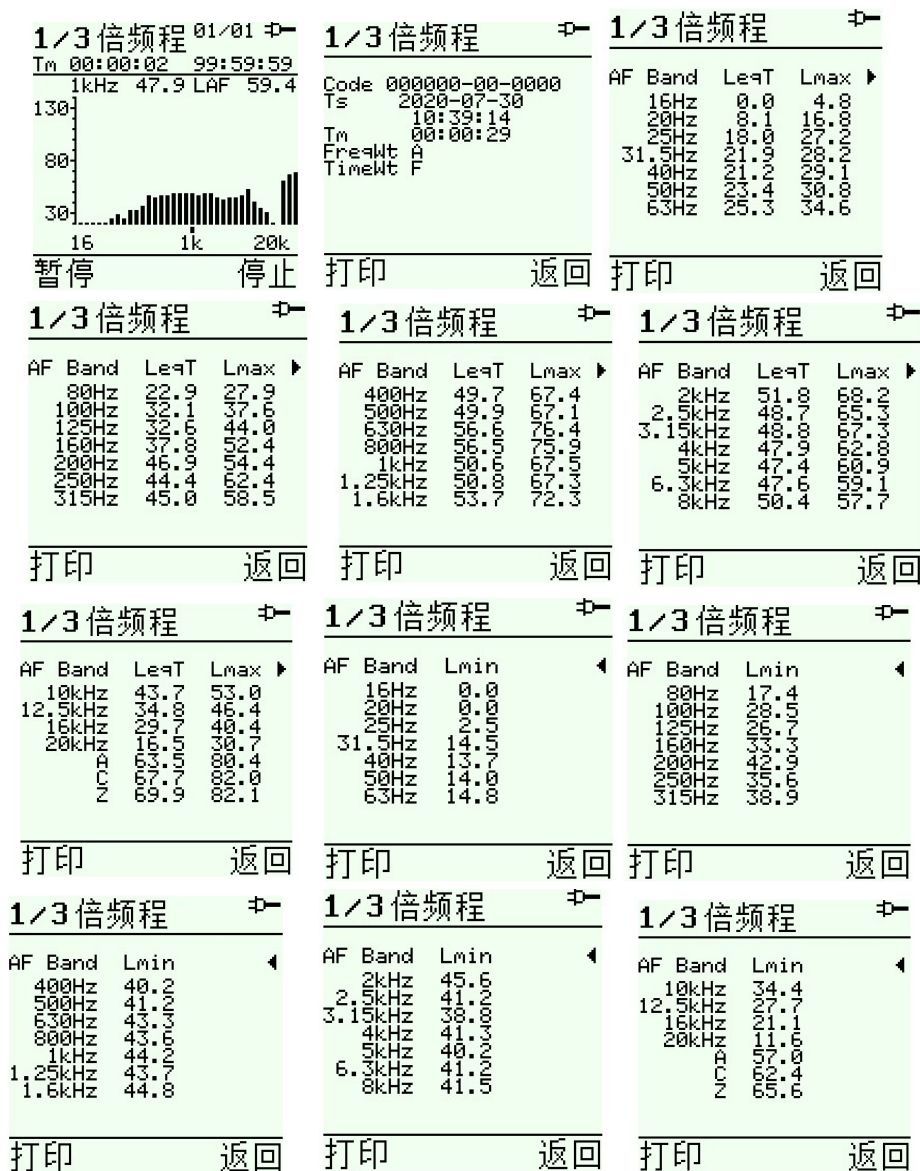 1/3倍频程 01/01
Tm 00:00:02 99:59:59
1kHz 47.9 LAF 59.4
130
80
30
16 1k 20k
暂停 停止
1/3倍频程
Code 000000-00-0000
Ts 2020-07-30
10:39:14
Tm 00:00:29
FreqWt A
TimeWt F
打印 返回
1/3倍频程
AF Band LeqT Lmax
16Hz 0.0 4.8
20Hz 8.1 16.8
25Hz 18.0 27.2
31.5Hz 21.9 28.2
40Hz 21.2 29.1
50Hz 23.4 30.8
63Hz 25.3 34.6
打印 返回
1/3倍频程
AF Band LeqT Lmax
80Hz 22.9 27.9
100Hz 32.1 37.6
125Hz 32.6 44.0
160Hz 37.8 52.4
200Hz 46.9 54.4
250Hz 44.4 62.4
315Hz 45.0 58.5
打印 返回
1/3倍频程
AF Band LeqT Lmax
400Hz 49.7 67.4
500Hz 49.9 67.1
630Hz 56.6 76.4
800Hz 56.5 75.9
1kHz 50.6 67.5
1.25kHz 50.8 67.3
1.6kHz 53.7 72.3
打印 返回
1/3倍频程
AF Band LeqT Lmax
2kHz 51.8 68.2
2.5kHz 48.7 65.3
3.15kHz 48.8 67.3
4kHz 47.9 62.8
5kHz 47.4 60.9
6.3kHz 47.6 59.1
8kHz 50.4 57.7
打印 返回
1/3倍频程
AF Band LeqT Lmax
10kHz 43.7 53.0
12.5kHz 34.8 46.4
16kHz 29.7 40.4
20kHz 16.5 30.7
A 63.5 80.4
C 67.7 82.0
Z 69.9 82.1
打印 返回
1/3倍频程
AF Band Lmin
16Hz 0.0
20Hz 0.0
25Hz 2.5
31.5Hz 14.5
40Hz 13.7
50Hz 14.0
63Hz 14.8
打印 返回
1/3倍频程
AF Band Lmin
80Hz 17.4
100Hz 28.5
125Hz 26.7
160Hz 33.3
200Hz 42.9
250Hz 35.6
315Hz 38.9
打印 返回
1/3倍频程
AF Band Lmin
400Hz 40.2
500Hz 41.2
630Hz 43.3
800Hz 43.6
1kHz 44.2
1.25kHz 43.7
1.6kHz 44.8
打印 返回
1/3倍频程
AF Band Lmin
2kHz 45.6
2.5kHz 41.2
3.15kHz 38.8
4kHz 41.3
5kHz 40.2
6.3kHz 41.2
8kHz 41.5
打印 返回
1/3倍频程
AF Band Lmin
10kHz 34.4
12.5kHz 27.7
16kHz 21.1
20kHz 11.6
A 57.0
C 62.4
Z 65.6
打印 返回